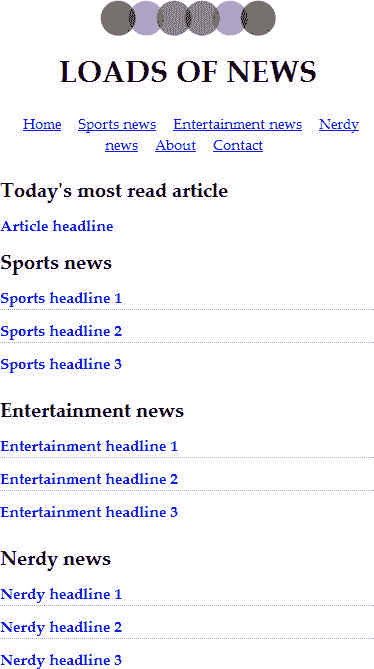 LOADS OF NEWS
Home Sports news Entertainment news Nerdy
news About Contact
Today's most read article
Article headline
Sports news
Sports headline 1
Sports headline 2
Sports headline 3
Entertainment news
Entertainment headline 1
Entertainment headline 2
Entertainment headline 3
Nerdy news
Nerdy headline 1
Nerdy headline 2
Nerdy headline 3